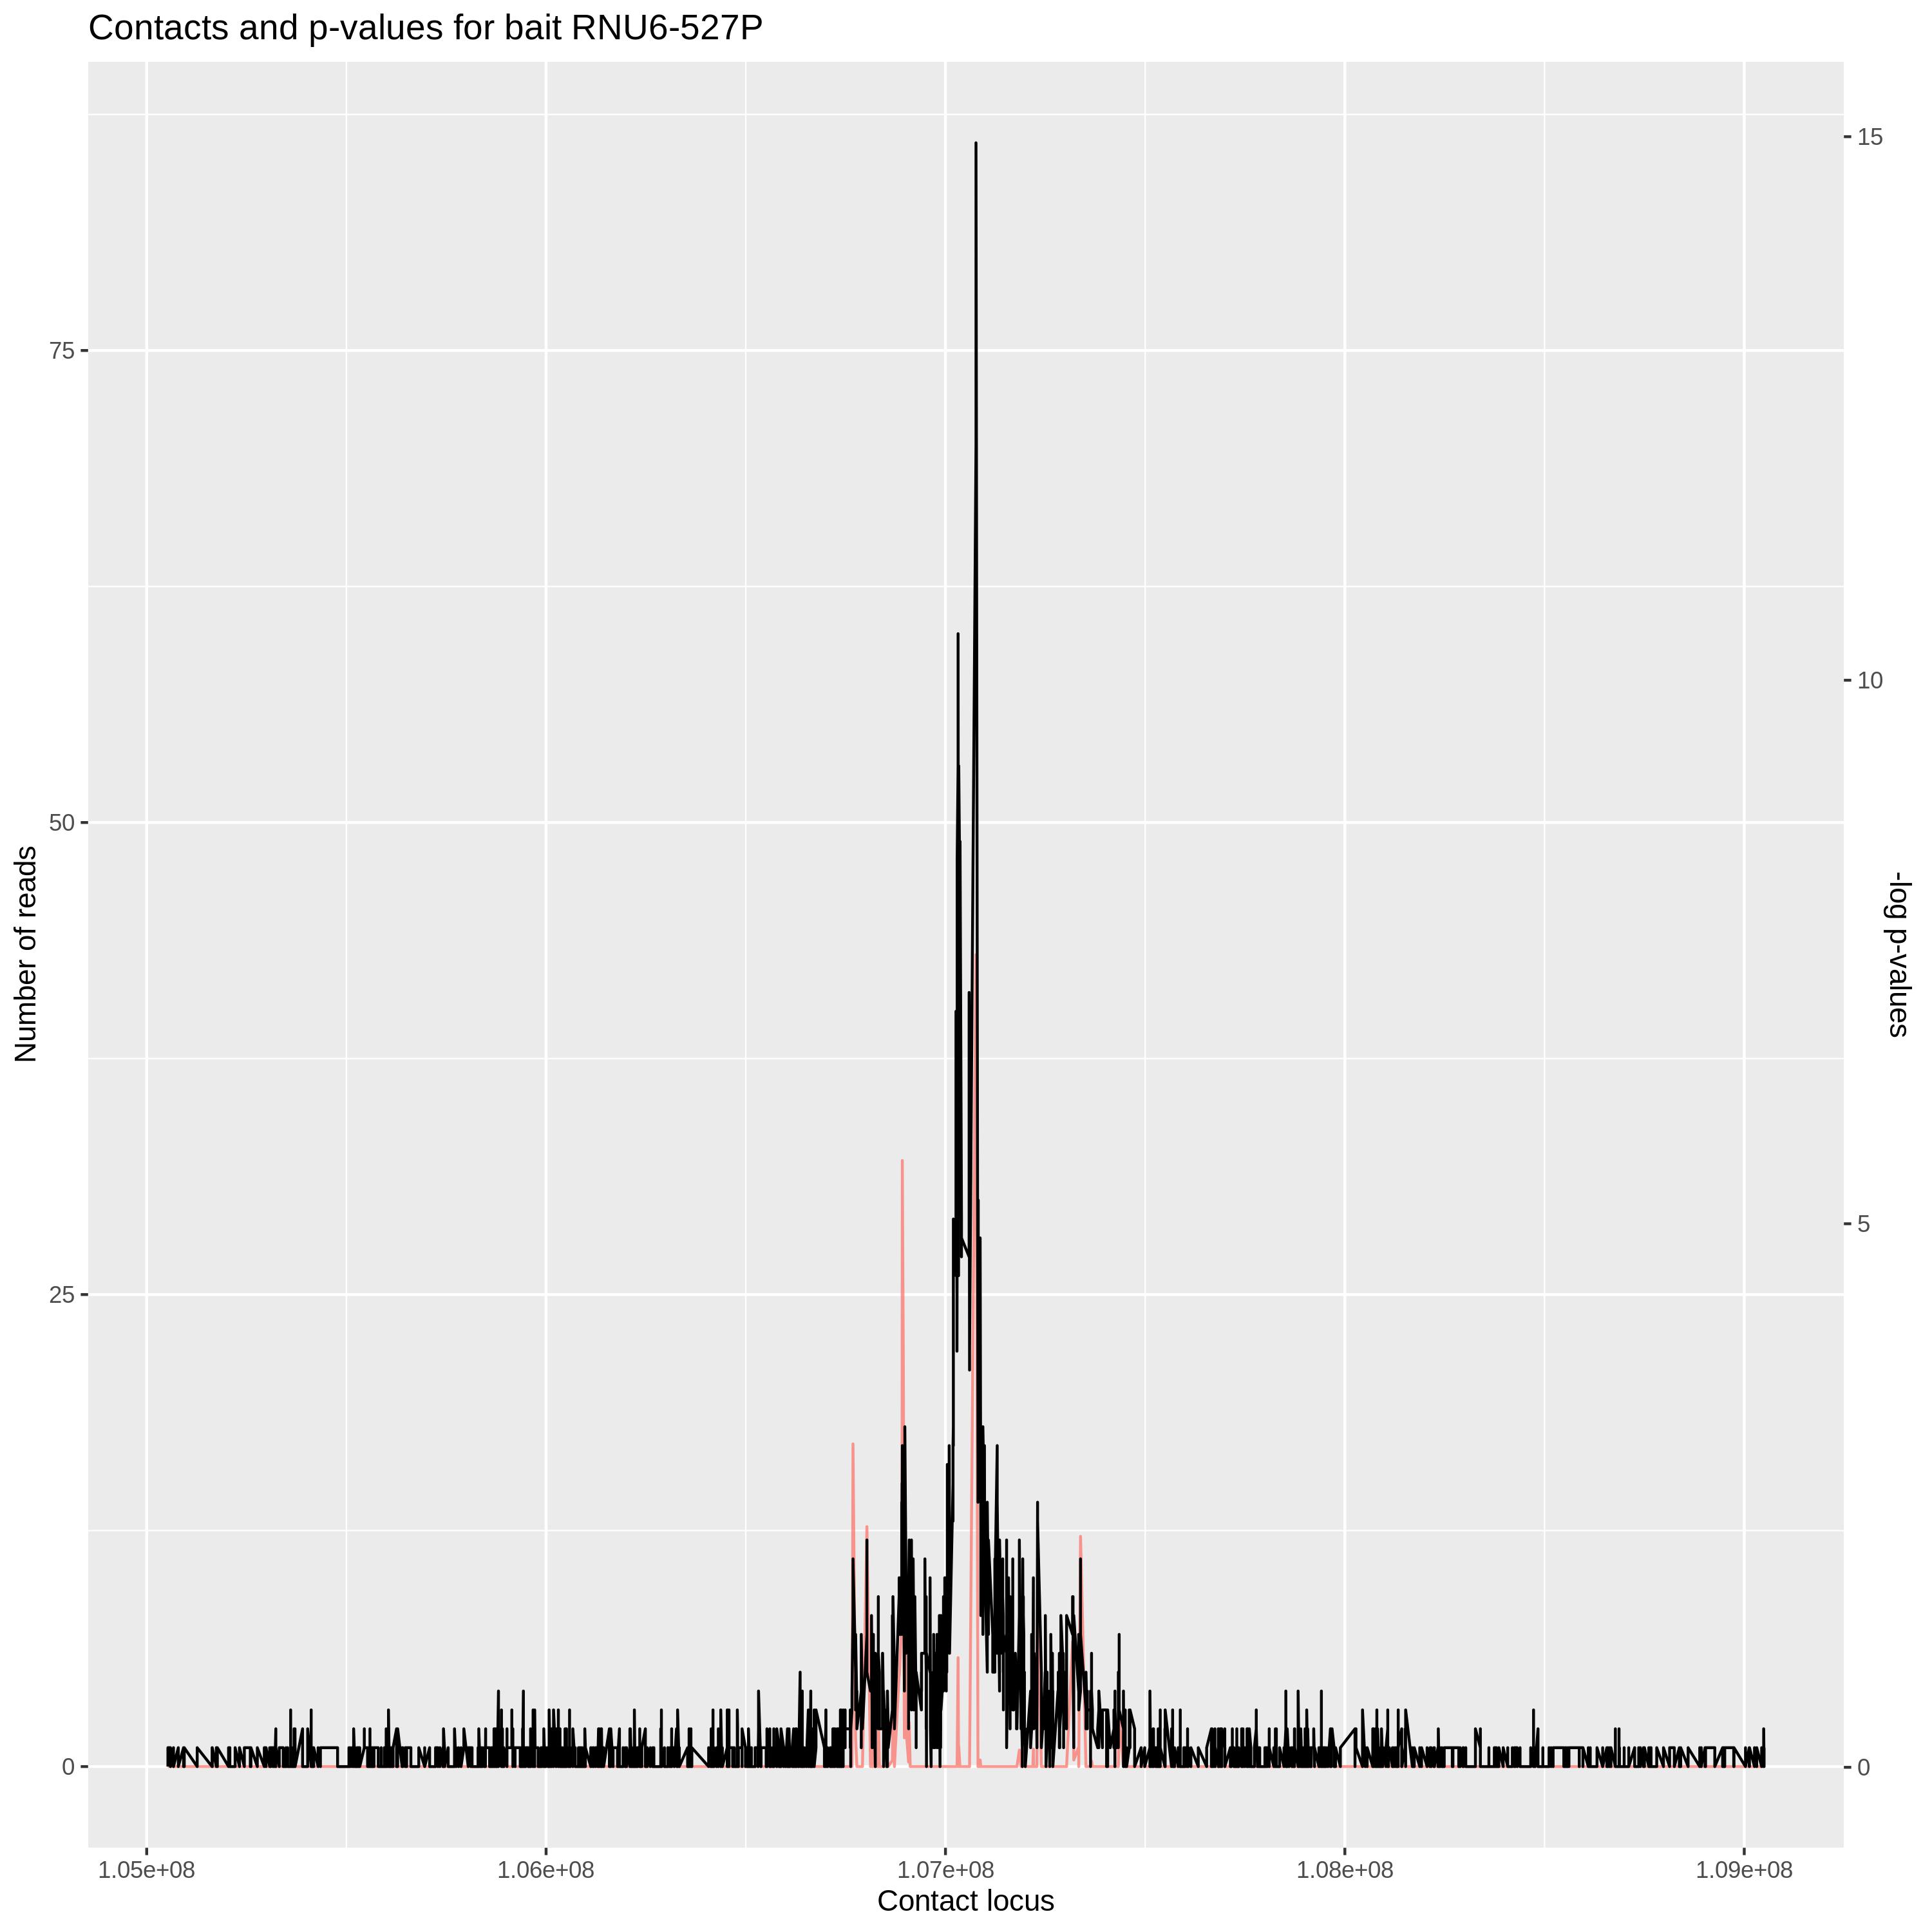 Contacts and p-values for bait RNU6-527P
15
75
10
50
Number of reads
-log p-values
5
25
0
0
1.05e+08
1.06e+08
1.07e+08
1.08e+08
1.09e+08
Contact locus